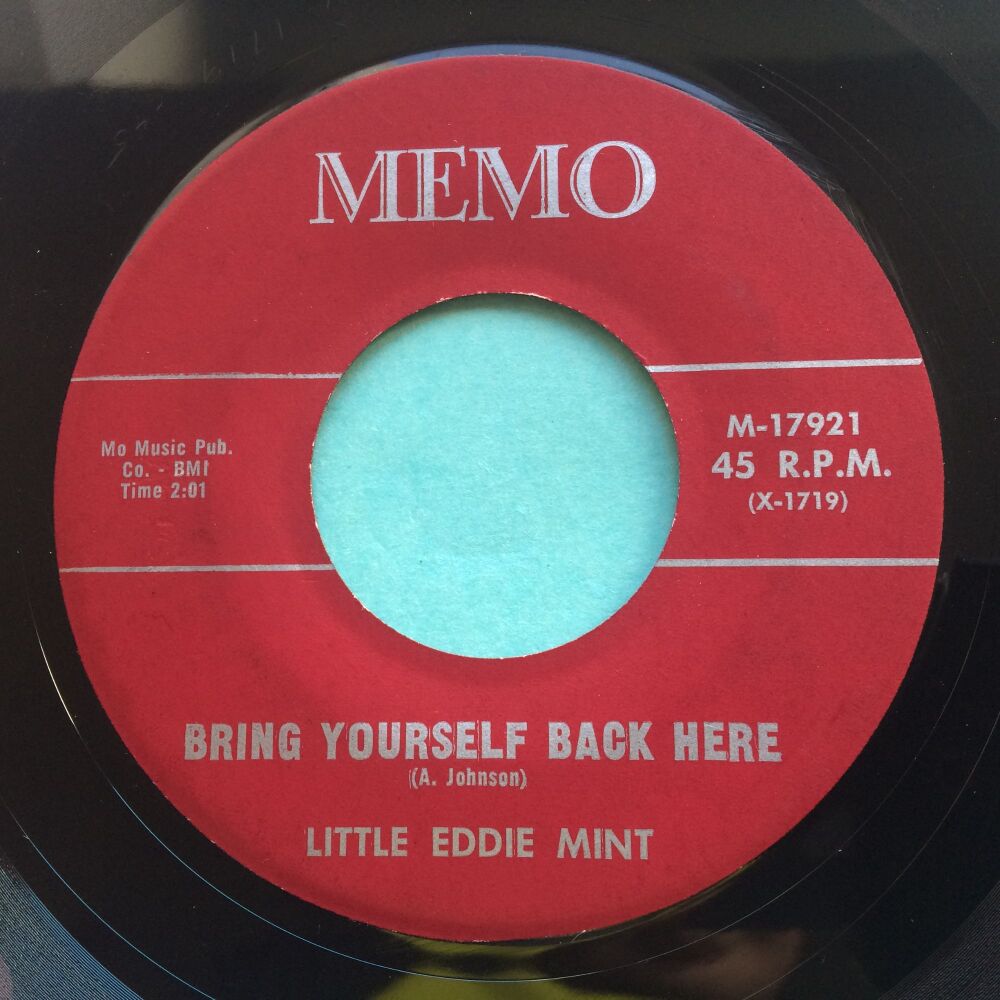 MEMO
Mo Music Pub.
Co. - BMI
Time 2:01
M-17921
45 R.P.M.
(X-1719)
BRING YOURSELF BACK HERE
(A. Johnson)
LITTLE EDDIE MINT